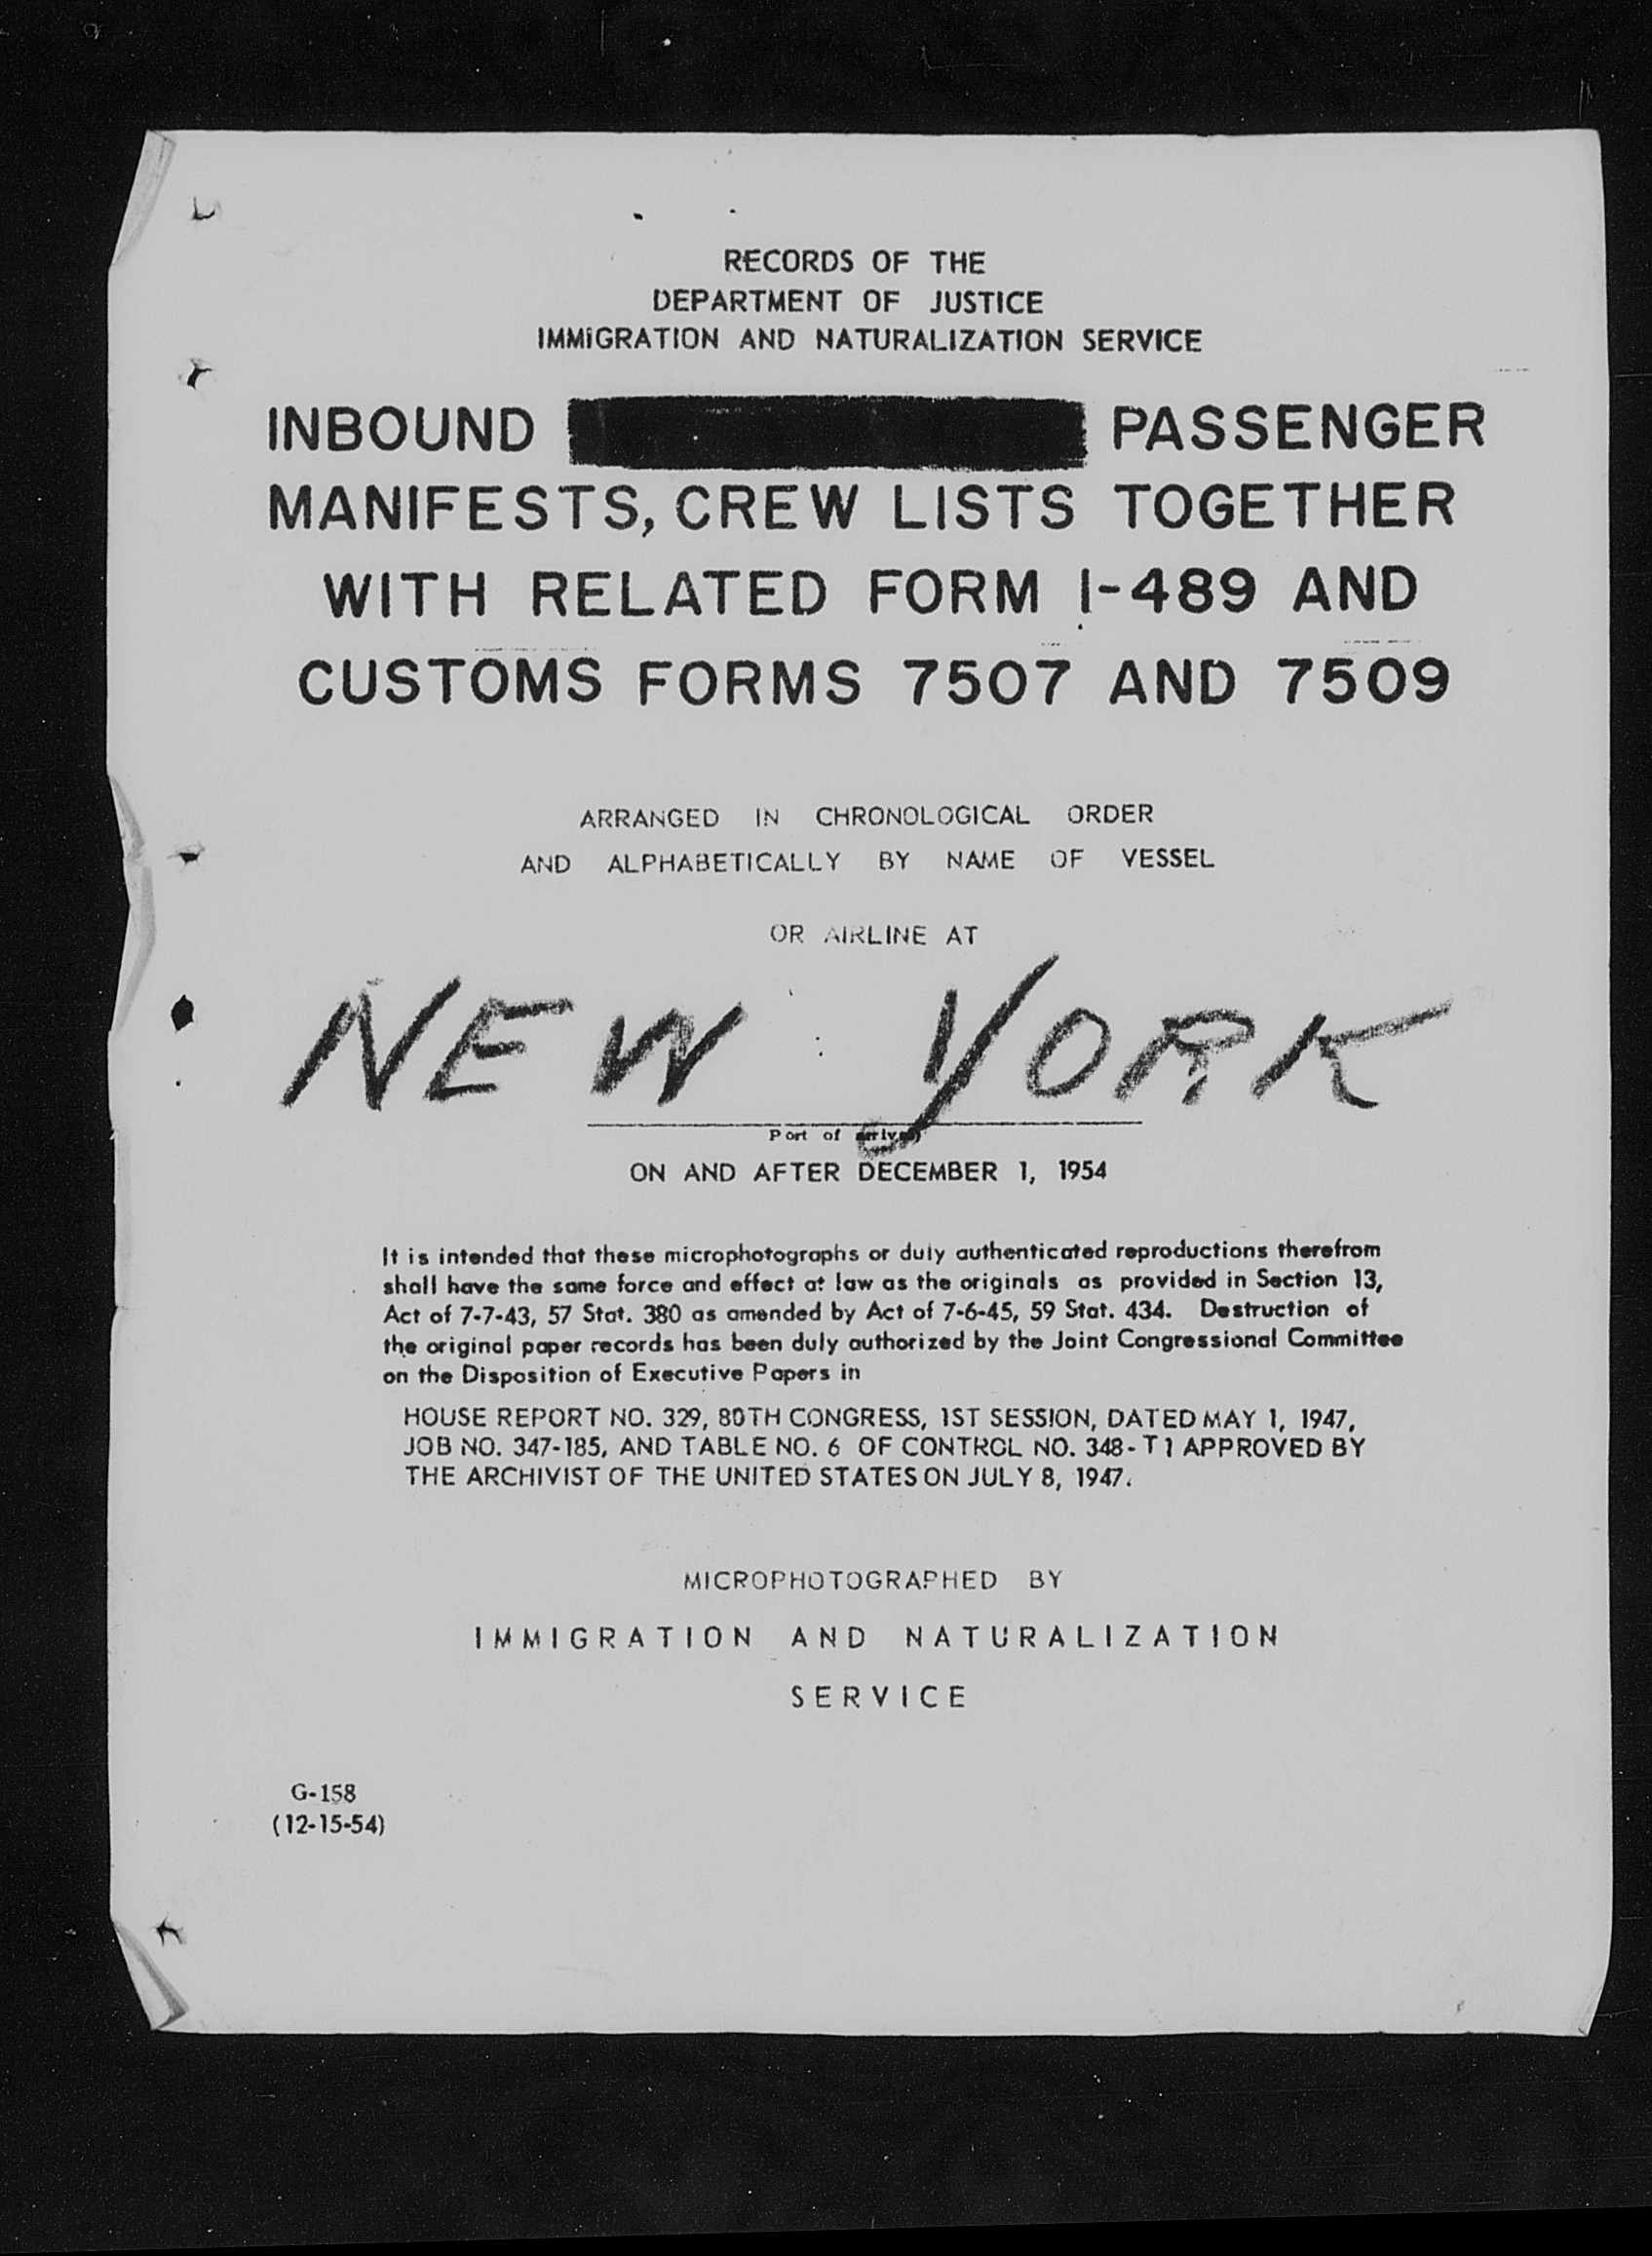 RECORDS OF THE
DEPARTMENT OF JUSTICE
IMMIGRATION AND NATURALIZATION SERVICE
INBOUND PASSENGER
MANIFESTS, CREW LISTS TOGETHER
WITH RELATED FORM I-489 AND
CUSTOMS FORMS 7507 AND 7509
ARRANGED IN CHRONOLOGICAL ORDER
AND ALPHABETICALLY BY NAME OF VESSEL
OR AIRLINE AT
NEW YORK
Port of arrival
ON AND AFTER DECEMBER 1, 1954
It is intended that these microphotographs or duly authenticated reproductions therefrom
shall have the same force and effect at law as the originals as provided in Section 13,
Act of 7-7-43, 57 Stat. 380 as amended by Act of 7-6-45, 59 Stat. 434. Destruction of
the original paper records has been duly authorized by the Joint Congressional Committee
on the Disposition of Executive Papers in
HOUSE REPORT NO. 329, 80TH CONGRESS, 1ST SESSION, DATED MAY 1, 1947,
JOB NO. 347-185, AND TABLE NO. 6 OF CONTROL NO. 348-T1 APPROVED BY
THE ARCHIVIST OF THE UNITED STATES ON JULY 8, 1947.
MICROPHOTOGRAPHED BY
IMMIGRATION AND NATURALIZATION
SERVICE
G-158
(12-15-54)